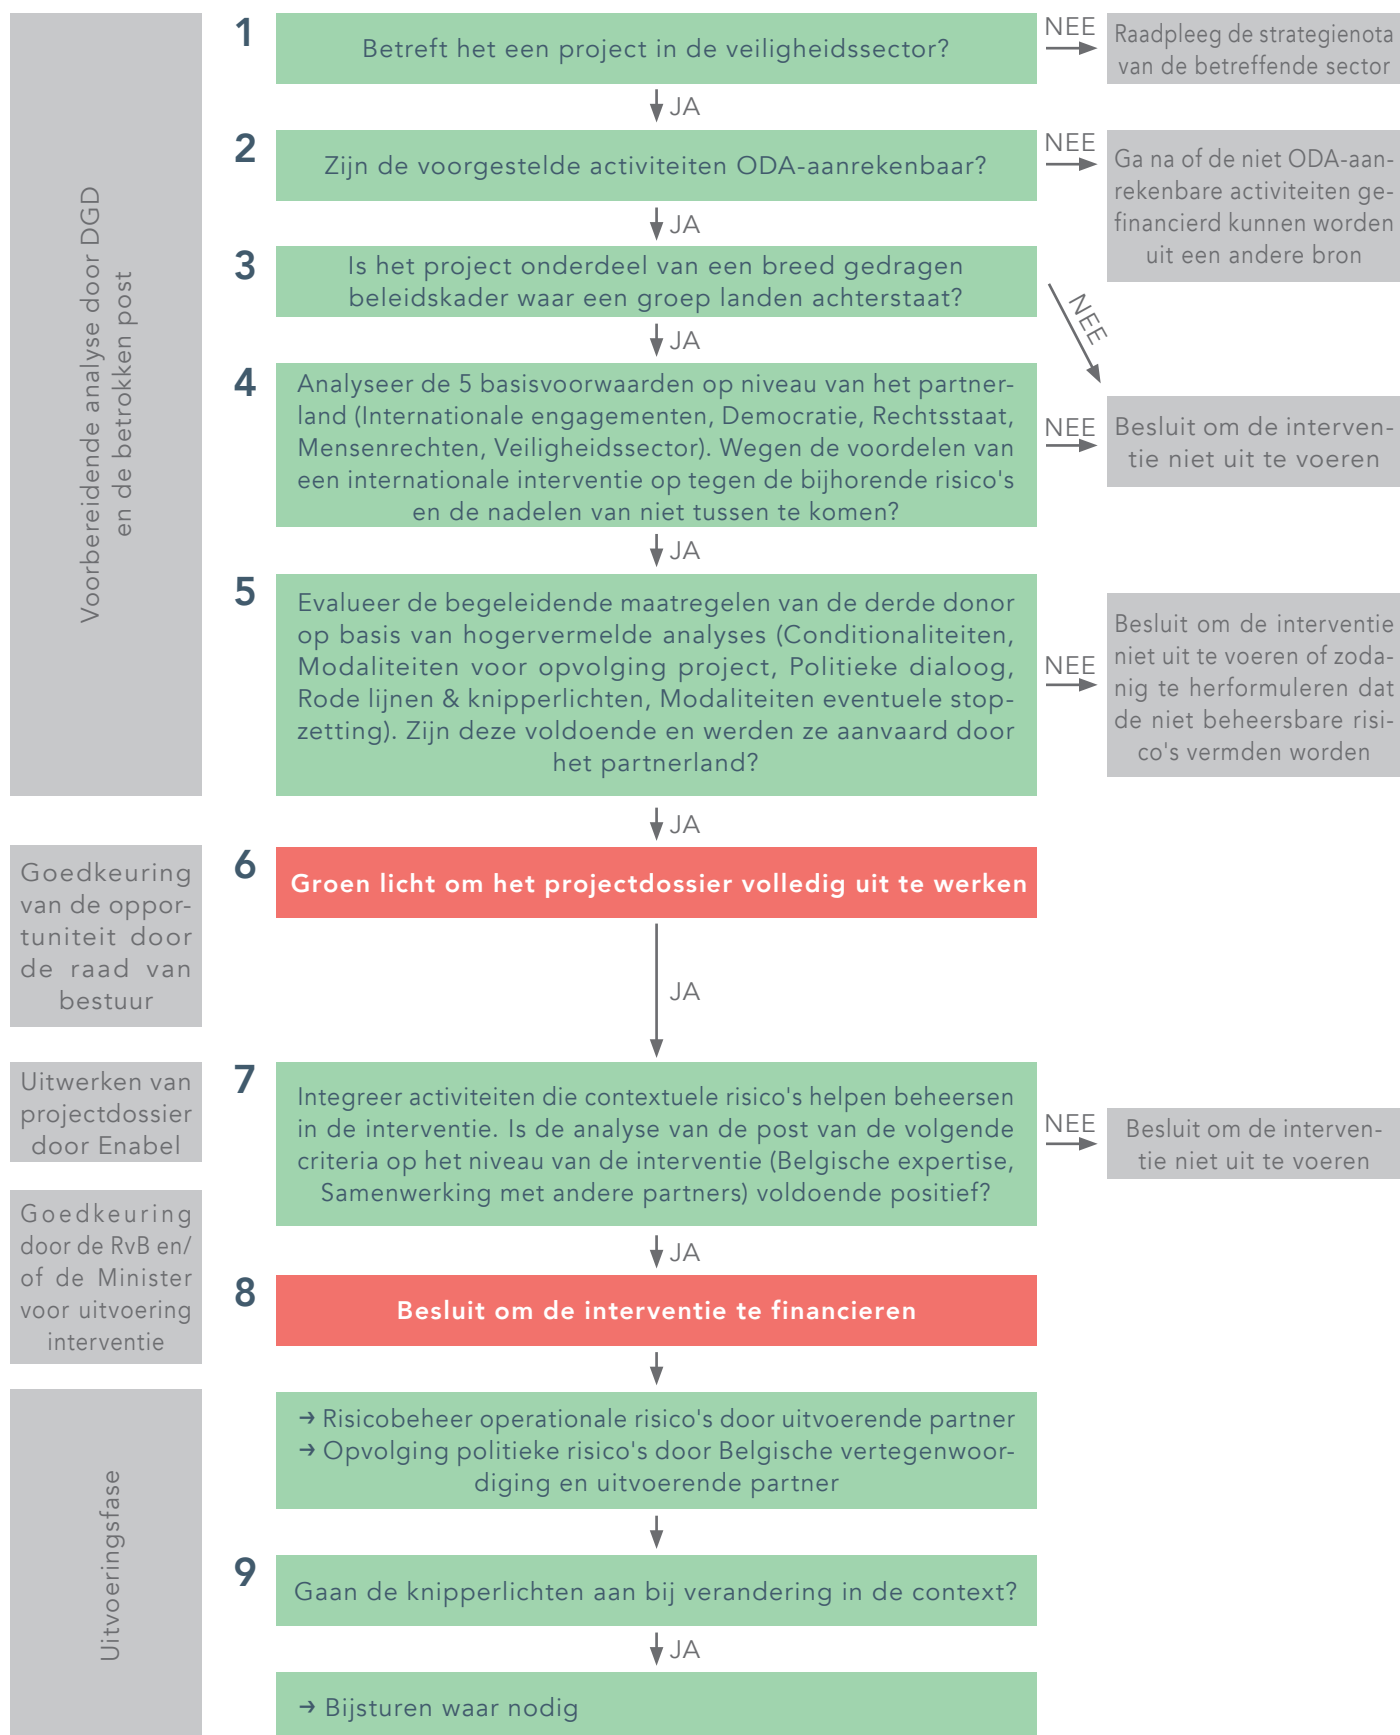 Voorbereidende analyse door DGD
en de betrokken post
1
Betreft het een project in de veiligheidssector?
NEE
Raadpleeg de strategienota
van de betreffende sector
JA
2
Zijn de voorgestelde activiteiten ODA-aanrekenbaar?
NEE
Ga na of de niet ODA-aan-
rekenbare activiteiten ge-
financierd kunnen worden
uit een andere bron
JA
3
Is het project onderdeel van een breed gedragen
beleidskader waar een groep landen achterstaat?
NEE
JA
4
Analyseer de 5 basisvoorwaarden op niveau van het partner-
land (Internationale engagementen, Democratie, Rechtsstaat,
Mensenrechten, Veiligheidssector). Wegen de voordelen van
een internationale interventie op tegen de bijhorende risico's
en de nadelen van niet tussen te komen?
NEE
Besluit om de interven-
tie niet uit te voeren
JA
5
Evalueer de begeleidende maatregelen van de derde donor
op basis van hogervermelde analyses (Conditionaliteiten,
Modaliteiten voor opvolging project, Politieke dialoog,
Rode lijnen & knipperlichten, Modaliteiten eventuele stop-
zetting). Zijn deze voldoende en werden ze aanvaard door
het partnerland?
NEE
Besluit om de interventie
niet uit te voeren of zoda-
nig te herformuleren dat
de niet beheersbare risi-
co's vermden worden
JA
Goedkeuring
van de oppor-
tuniteit door
de raad van
bestuur
6
Groen licht om het projectdossier volledig uit te werken
JA
Uitwerken van
projectdossier
door Enabel
7
Integreer activiteiten die contextuele risico's helpen beheersen
in de interventie. Is de analyse van de post van de volgende
criteria op het niveau van de interventie (Belgische expertise,
Samenwerking met andere partners) voldoende positief?
NEE
Besluit om de interven-
tie niet uit te voeren
JA
Goedkeuring
door de RvB en/
of de Minister
voor uitvoering
interventie
8
Besluit om de interventie te financieren
Uitvoeringsfase
→ Risicobeheer operationale risico's door uitvoerende partner
→ Opvolging politieke risico's door Belgische vertegenwoor-
diging en uitvoerende partner
9
Gaan de knipperlichten aan bij verandering in de context?
JA
→ Bijsturen waar nodig